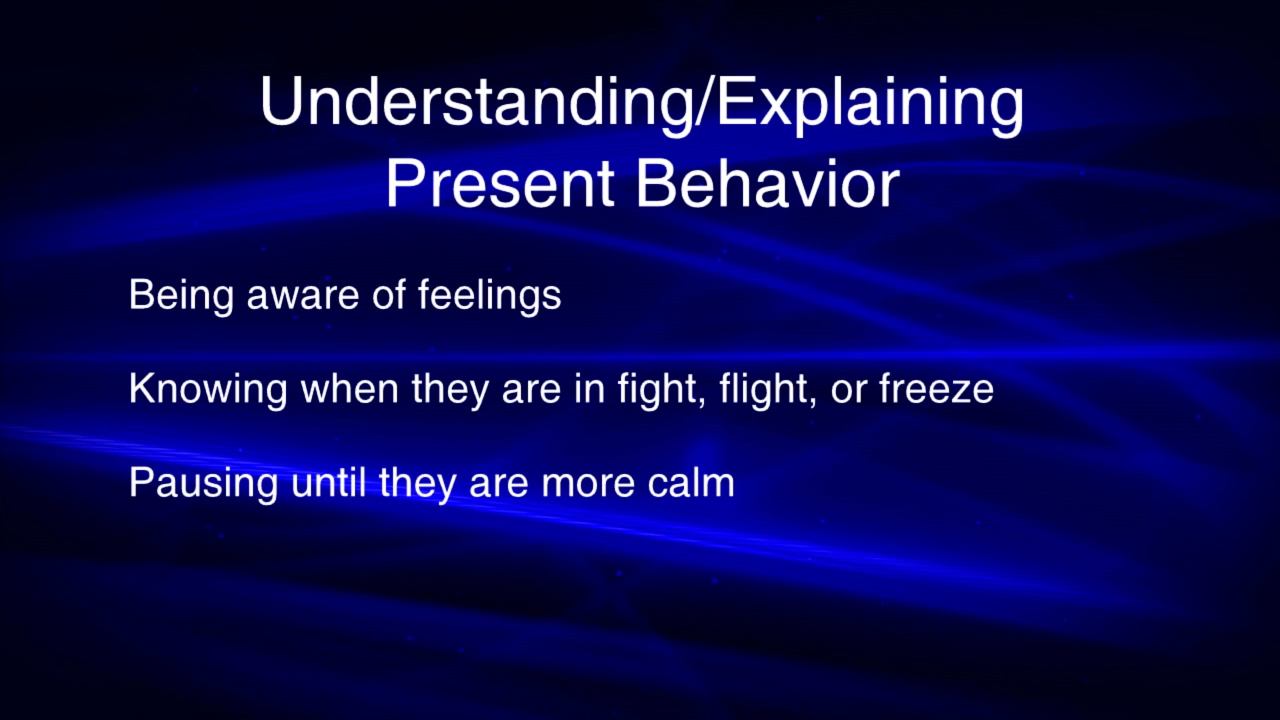 Understanding/Explaining
Present Behavior
Being aware of feelings
Knowing when they are in fight, flight, or freeze
Pausing until they are more calm